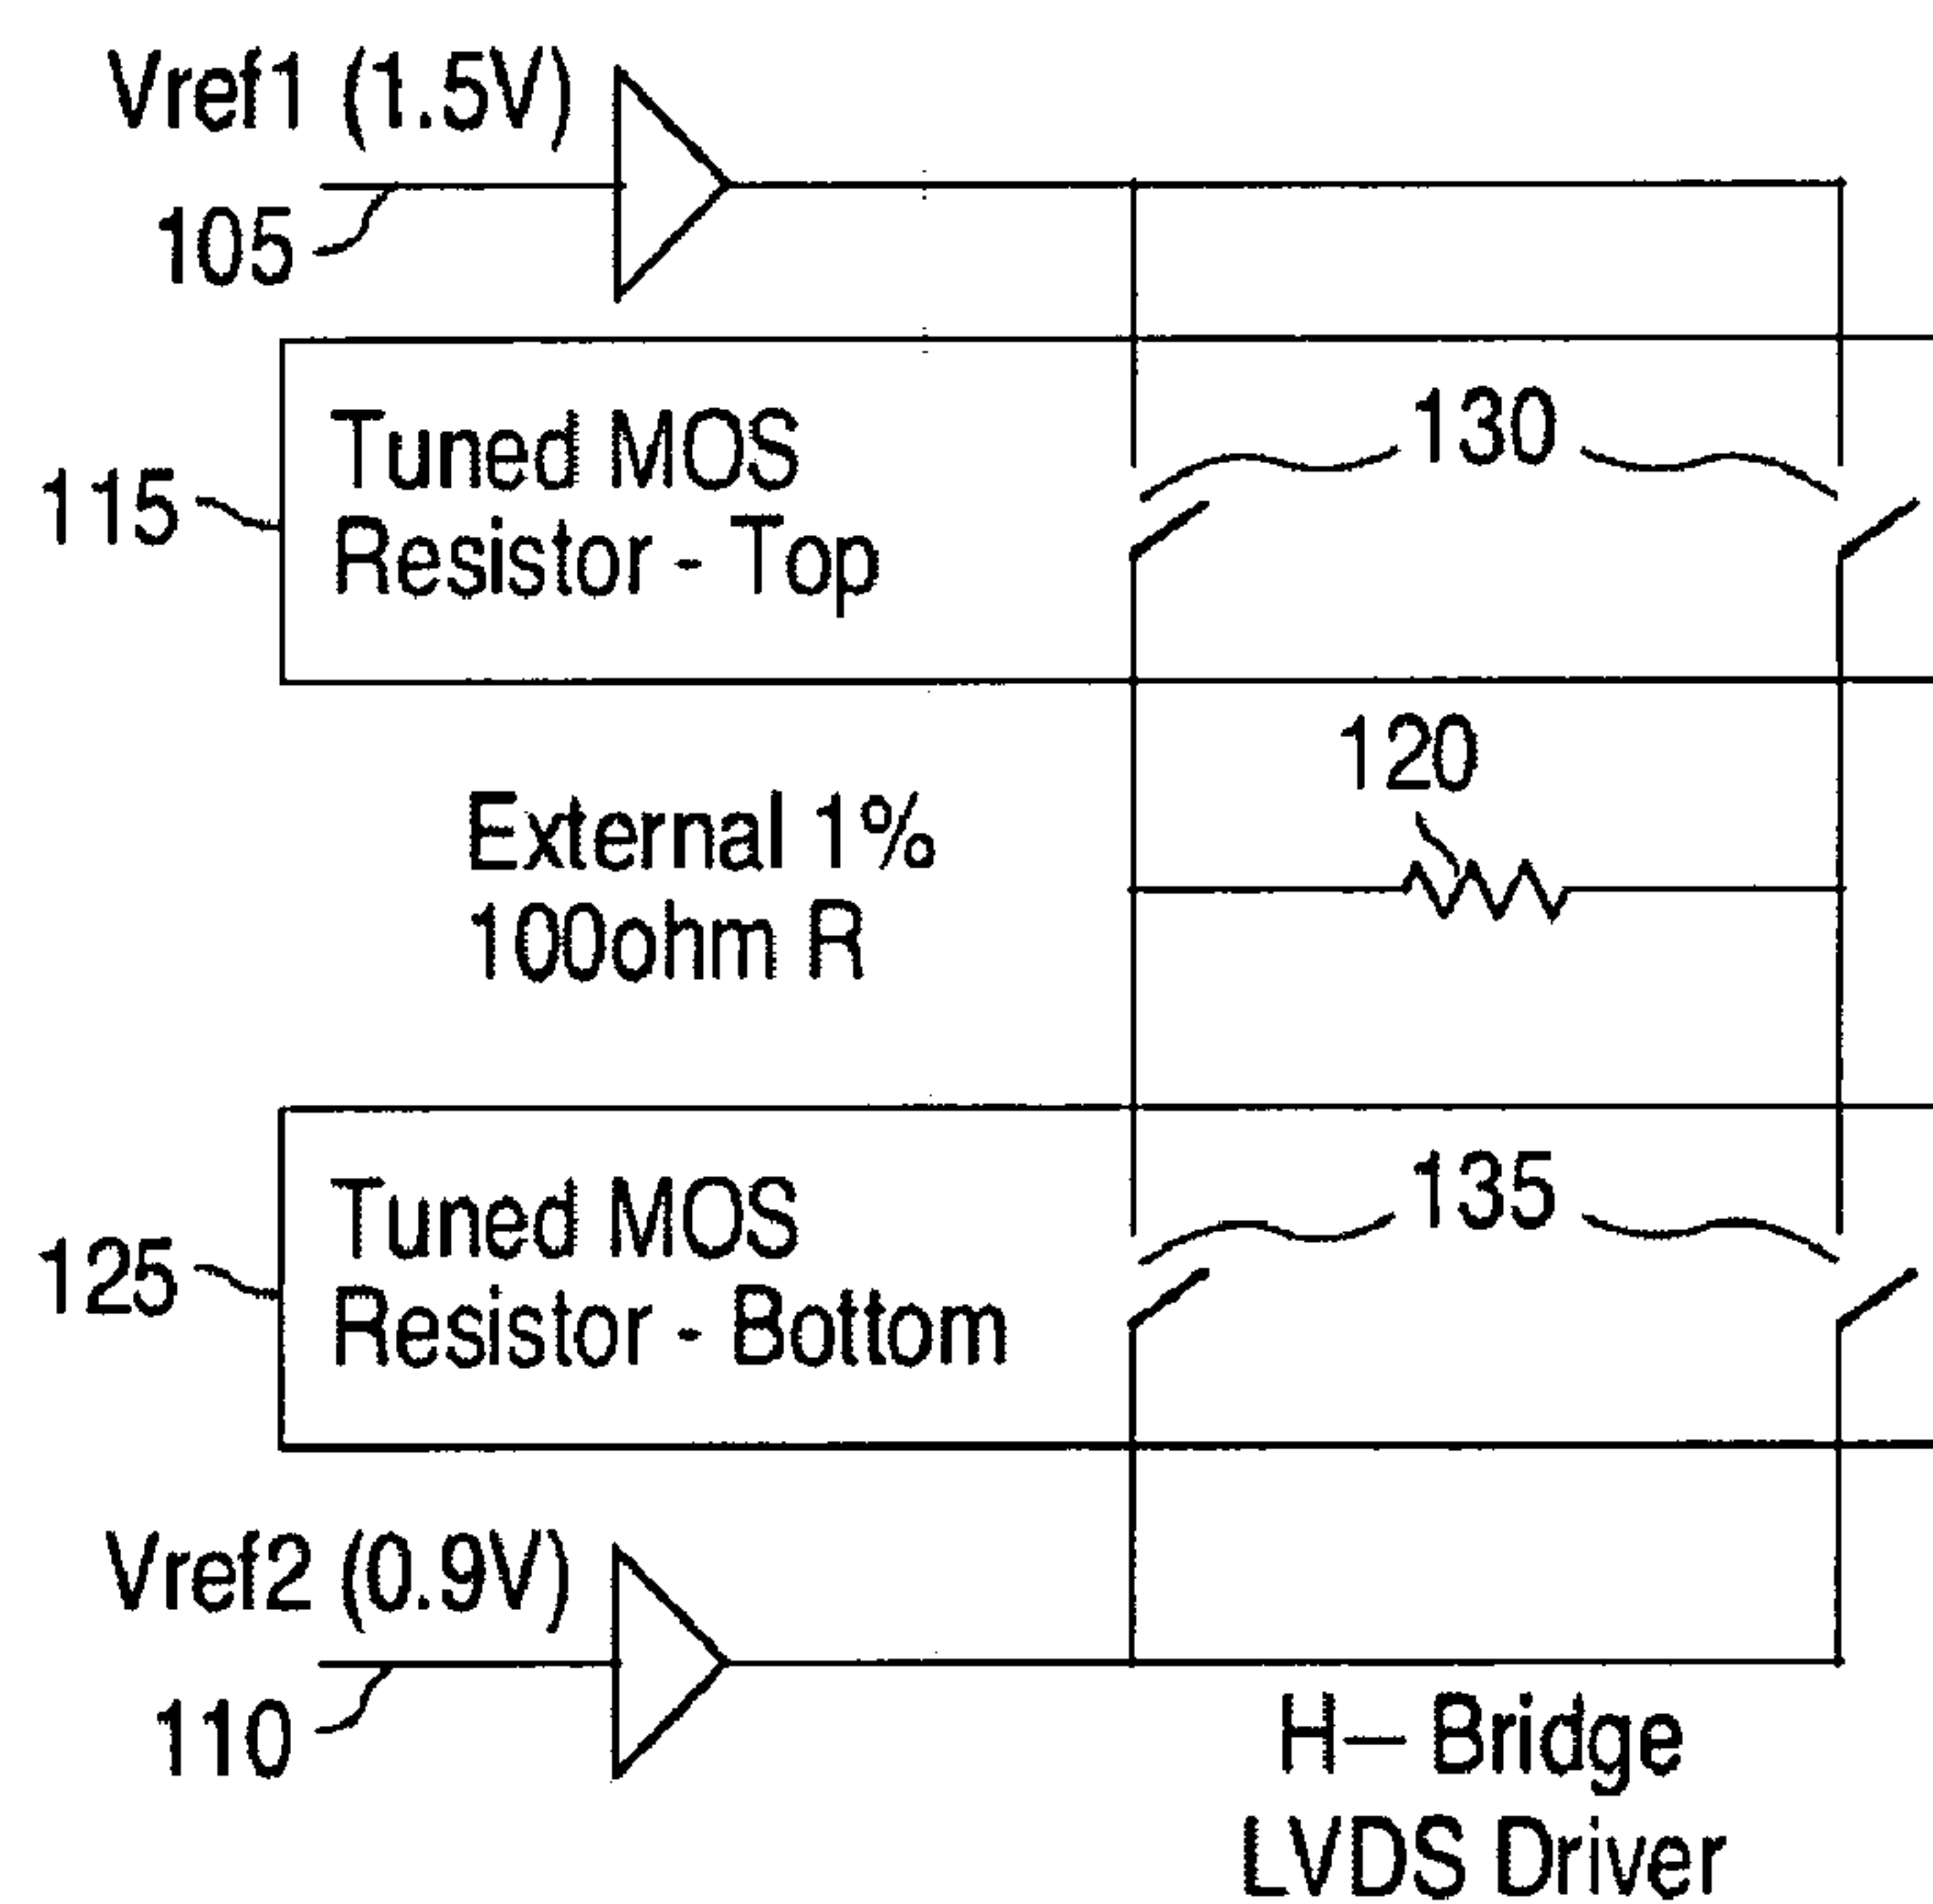 Vref1 (1.5V)
105
Tuned MOS
Resistor - Top
115
130
120
External 1%
100ohm R
Tuned MOS
Resistor - Bottom
125
135
Vref2 (0.9V)
110
H– Bridge
LVDS Driver